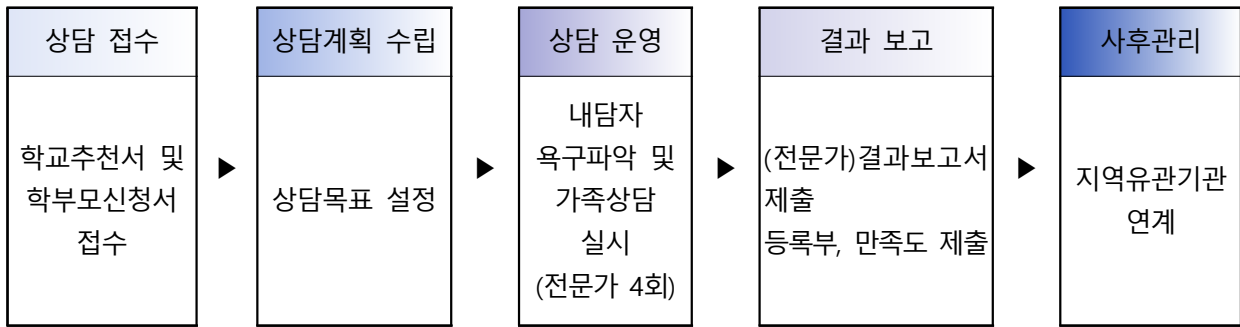 상담 접수
학교추천서 및
학부모신청서
접수
▶
상담계획 수립
상담목표 설정
▶
상담 운영
내담자
욕구파악 및
가족상담
실시
(전문가 4회)
▶
결과 보고
(전문가)결과보고서
제출
등록부, 만족도 제출
▶
사후관리
지역유관기관
연계